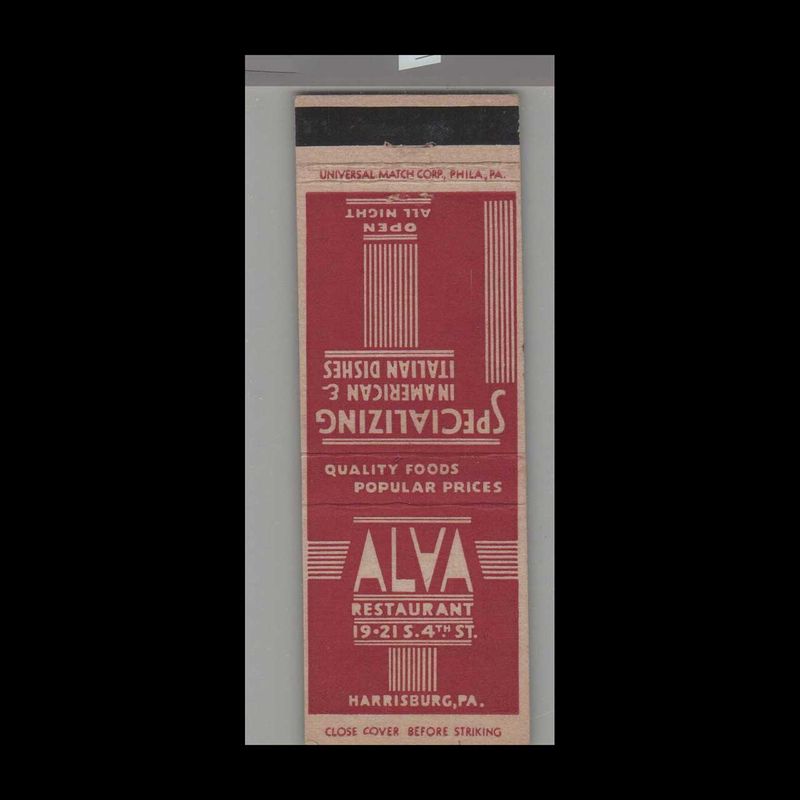 UNIVERSAL MATCH CORP., PHILA., PA.
SPECIALIZING
IN AMERICAN &
ITALIAN DISHES
OPEN
ALL NIGHT
QUALITY FOODS
POPULAR PRICES
ALVA
RESTAURANT
19·21 S. 4TH ST.
HARRISBURG, PA.
CLOSE COVER BEFORE STRIKING